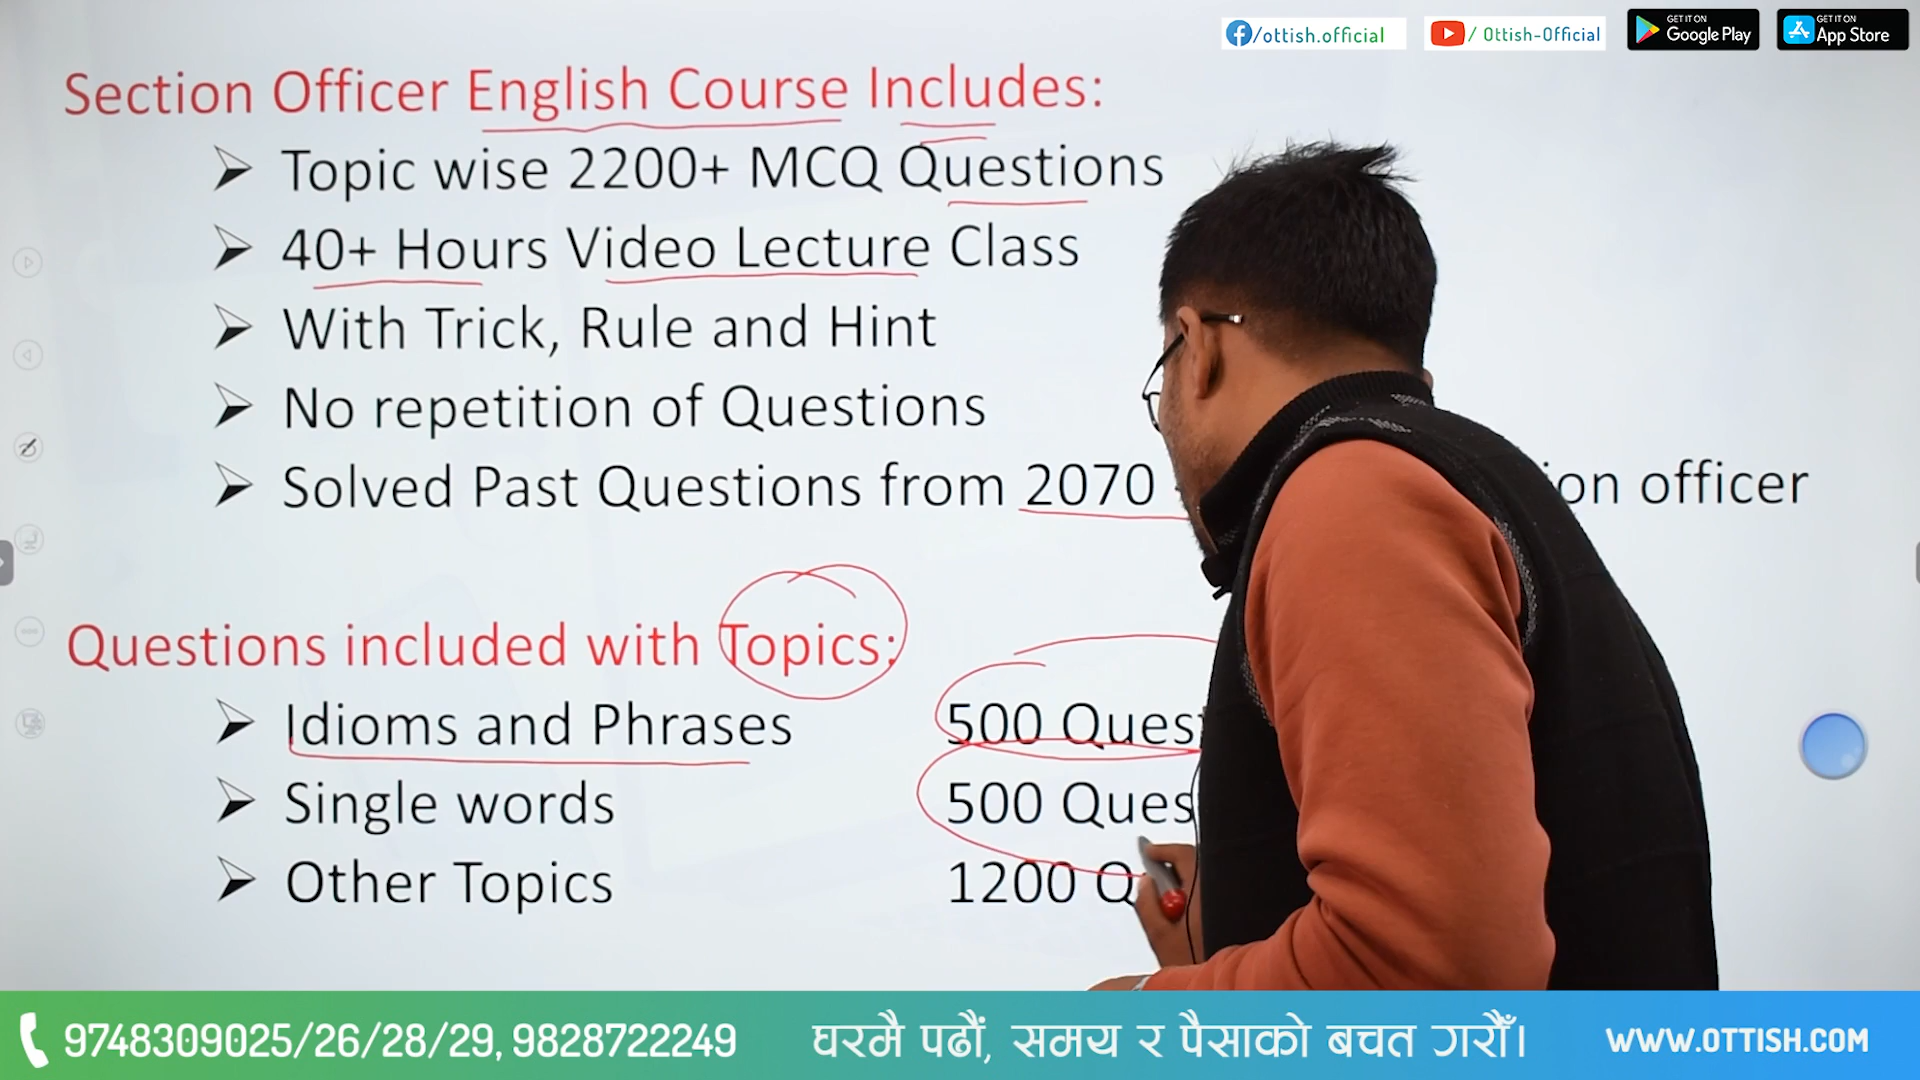 /ottish.official
/ Ottish-Official
GET IT ON
Google Play
GET IT ON
App Store
Section Officer English Course Includes:
Topic wise 2200+ MCQ Questions
40+ Hours Video Lecture Class
With Trick, Rule and Hint
No repetition of Questions
Solved Past Questions from 2070 officer
Questions included with Topics:
Idioms and Phrases 500
Single words 500
Other Topics 1200
9748309025/26/28/29, 9828722249
घरमै पढौं, समय र पैसाको बचत गरौँ।
WWW.OTTISH.COM